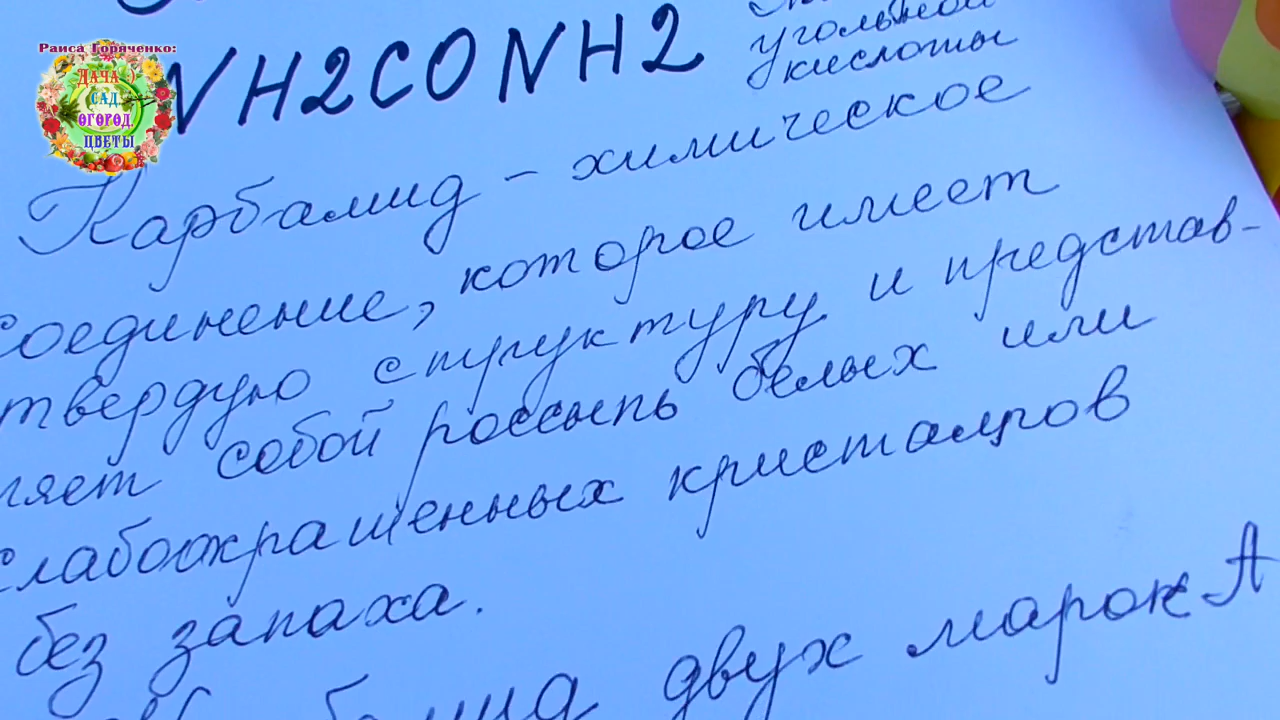 Раиса Горяченко:
ДАЧА
САД.
ОГОРОД.
ЦВЕТЫ
NH2CONH2
угольной
кислоты
Карбамид - химическое
соединение, которое имеет
твердую структуру и представ-
ляет собой россыпь белых или
слабоокрашенных кристаллов
без запаха.
двух марок А